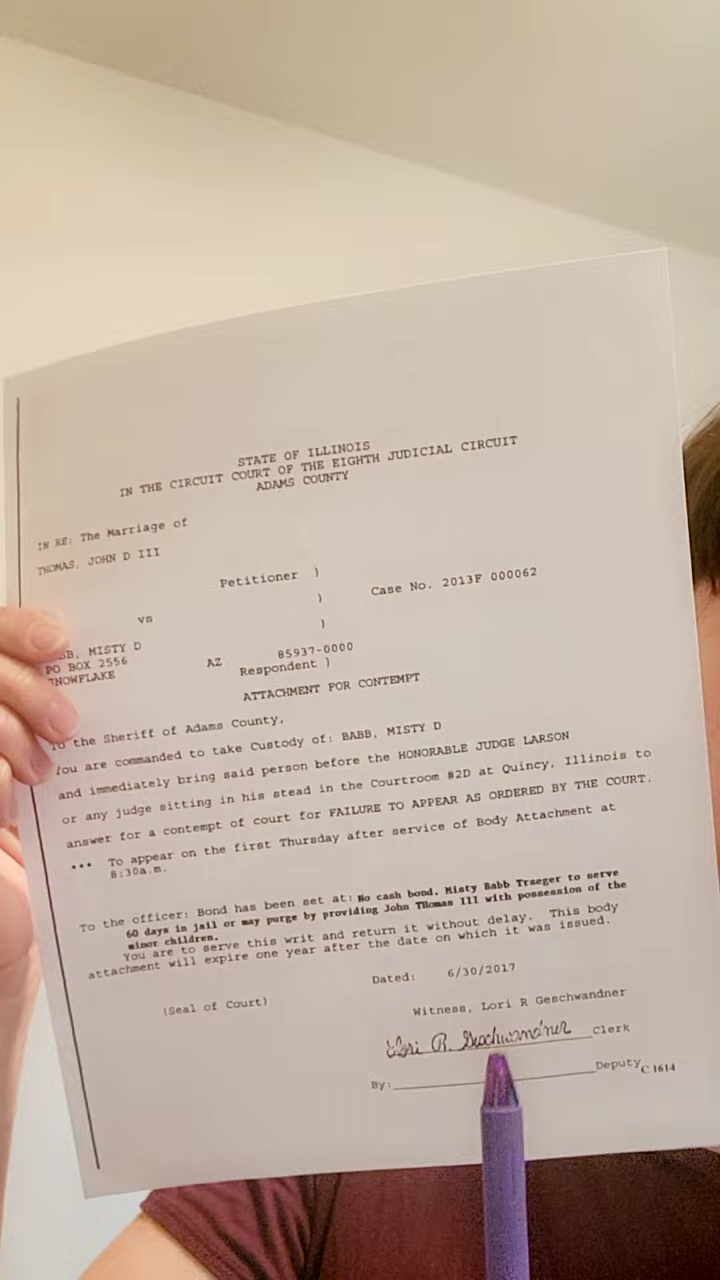 STATE OF ILLINOIS
IN THE CIRCUIT COURT OF THE EIGHTH JUDICIAL CIRCUIT
ADAMS COUNTY
IN RE: The Marriage of
THOMAS, JOHN D III
Petitioner )
) Case No. 2013F 000062
vs )
BB, MISTY D
PO BOX 2556
NOWFLAKE AZ 85937-0000
Respondent )
ATTACHMENT FOR CONTEMPT
To the Sheriff of Adams County,
You are commanded to take Custody of: BABB, MISTY D
and immediately bring said person before the HONORABLE JUDGE LARSON
or any judge sitting in his stead in the Courtroom #2D at Quincy, Illinois to
answer for a contempt of court for FAILURE TO APPEAR AS ORDERED BY THE COURT.
*** To appear on the first Thursday after service of Body Attachment at
8:30a.m.
To the officer: Bond has been set at: No cash bond. Misty Babb Traeger to serve
60 days in jail or may purge by providing John THomas III with possession of the
minor children.
You are to serve this writ and return it without delay. This body
attachment will expire one year after the date on which it was issued.
Dated: 6/30/2017
(Seal of Court) Witness, Lori R Geschwandner
Lori R. Geschwandner Clerk
By: Deputy C 1614